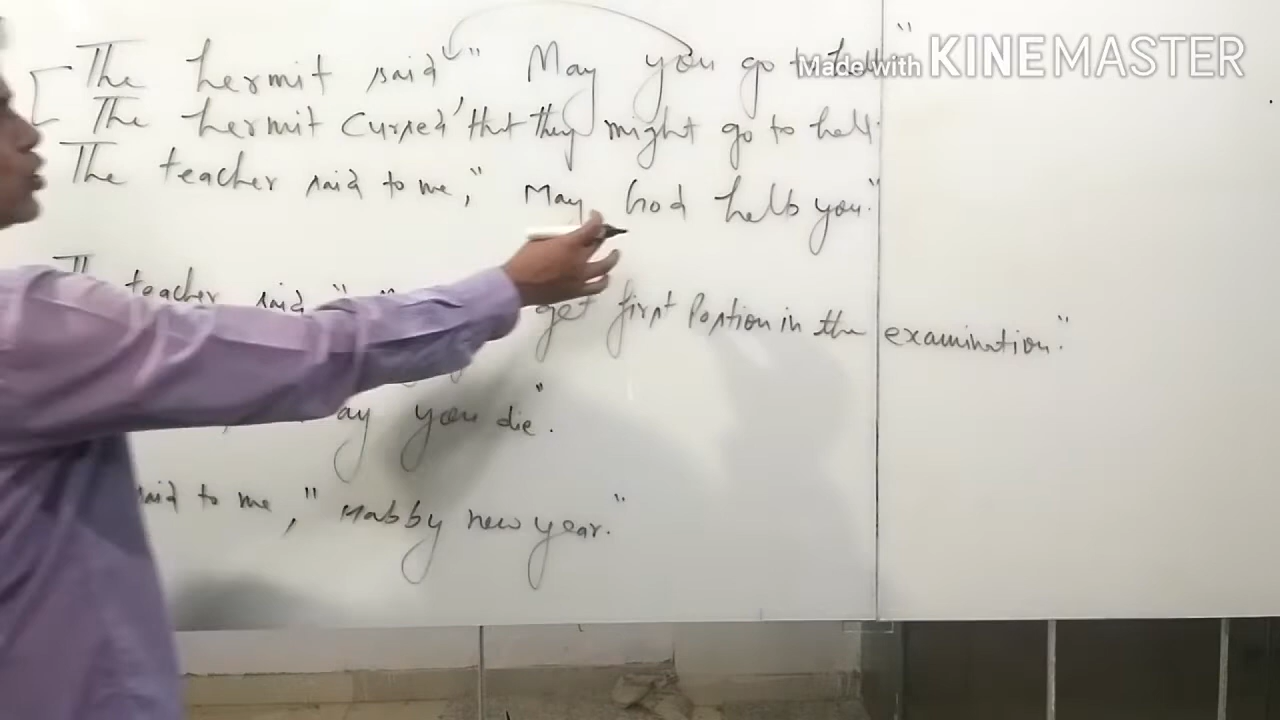 The hermit said " May you go to hell"
Made with KINEMASTER
The hermit cursed that they might go to hell.
The teacher said to me, " May God help you."
The teacher said " get first Position in the examination."
ay you die".
said to me, " Happy new year."